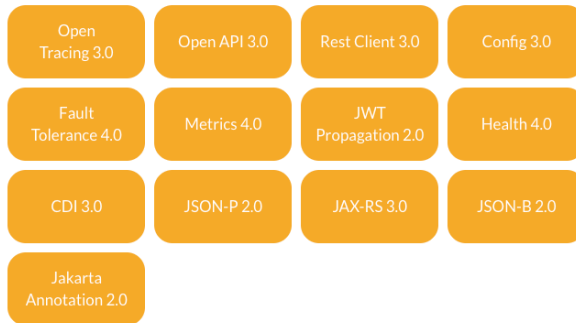 Open
Tracing 3.0
Open API 3.0
Rest Client 3.0
Config 3.0
Fault
Tolerance 4.0
Metrics 4.0
JWT
Propagation 2.0
Health 4.0
CDI 3.0
JSON-P 2.0
JAX-RS 3.0
JSON-B 2.0
Jakarta
Annotation 2.0